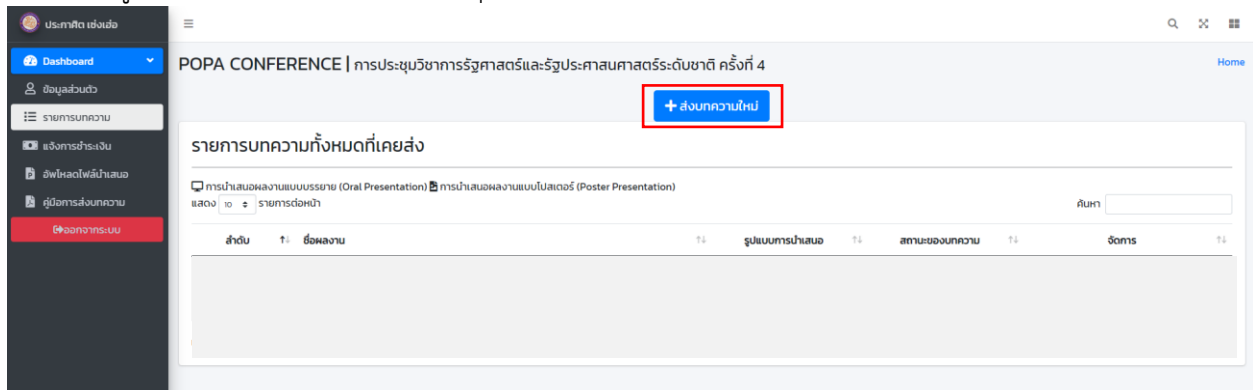 ประกาศิต เซ่งเฮ่อ
Dashboard
ข้อมูลส่วนตัว
รายการบทความ
แจ้งการชำระเงิน
อัพโหลดไฟล์นำเสนอ
คู่มือการส่งบทความ
ออกจากระบบ
POPA CONFERENCE | การประชุมวิชาการรัฐศาสตร์และรัฐประศาสนศาสตร์ระดับชาติ ครั้งที่ 4
Home
+ ส่งบทความใหม่
รายการบทความทั้งหมดที่เคยส่ง
การนำเสนอผลงานแบบบรรยาย (Oral Presentation) การนำเสนอผลงานแบบโปสเตอร์ (Poster Presentation)
แสดง 10 รายการต่อหน้า
ค้นหา
ลำดับ ชื่อผลงาน รูปแบบการนำเสนอ สถานะของบทความ จัดการ